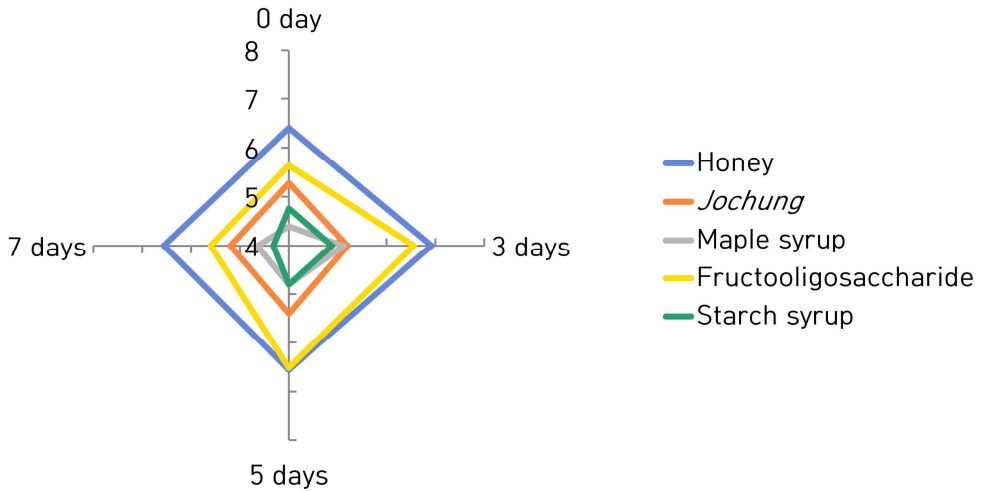 0 day
8
7
6
5
4
7 days
3 days
5 days
Honey
Jochung
Maple syrup
Fructooligosaccharide
Starch syrup